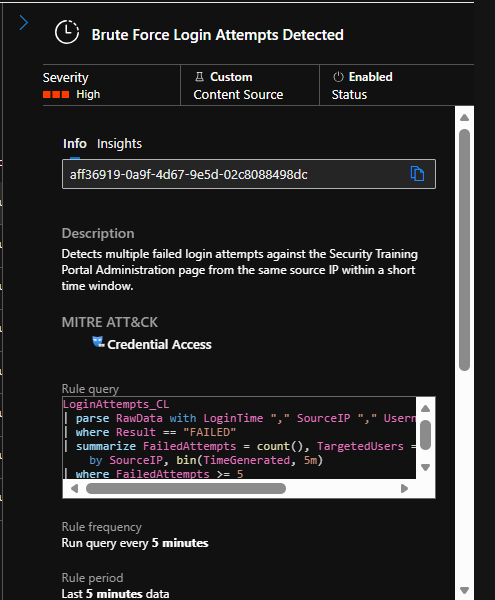 Brute Force Login Attempts Detected
Severity
High
Custom
Content Source
Enabled
Status
Info Insights
aff36919-0a9f-4d67-9e5d-02c8088498dc
Description
Detects multiple failed login attempts against the Security Training
Portal Administration page from the same source IP within a short
time window.
MITRE ATT&CK
Credential Access
Rule query
LoginAttempts_CL
| parse RawData with LoginTime "," SourceIP "," Usern
| where Result == "FAILED"
| summarize FailedAttempts = count(), TargetedUsers =
by SourceIP, bin(TimeGenerated, 5m)
| where FailedAttempts >= 5
Rule frequency
Run query every 5 minutes
Rule period
Last 5 minutes data